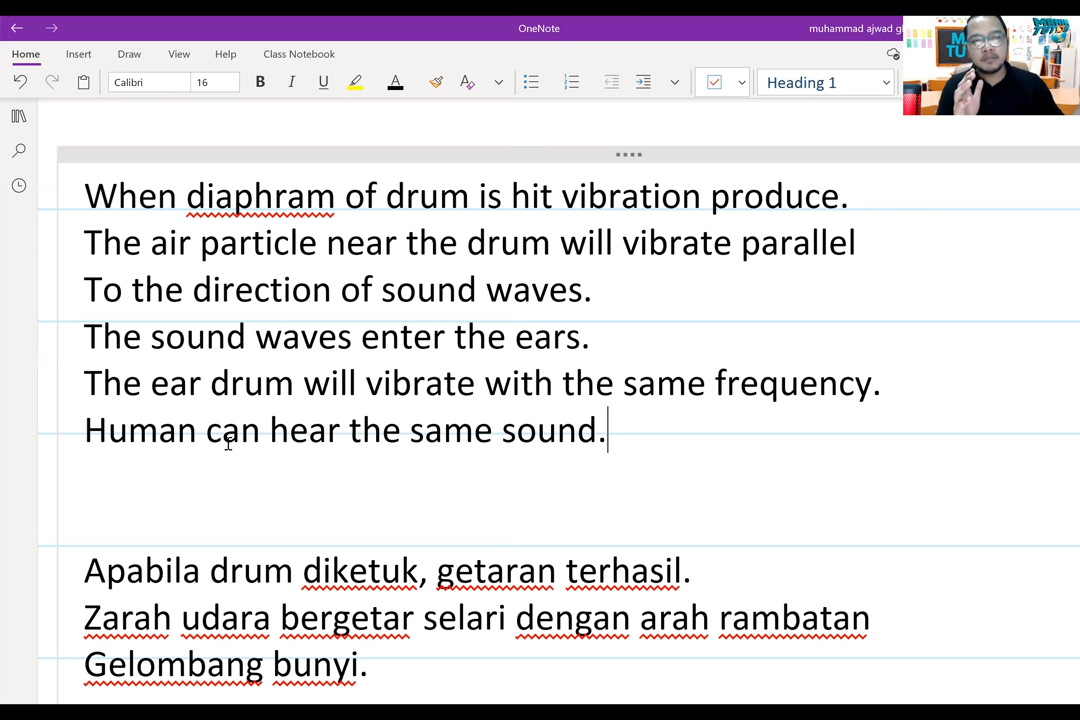 OneNote
muhammad ajwad
Home Insert Draw View Help Class Notebook
Calibri 16 B I U A Heading 1
When diaphram of drum is hit vibration produce.
The air particle near the drum will vibrate parallel
To the direction of sound waves.
The sound waves enter the ears.
The ear drum will vibrate with the same frequency.
Human can hear the same sound.
Apabila drum diketuk, getaran terhasil.
Zarah udara bergetar selari dengan arah rambatan
Gelombang bunyi.